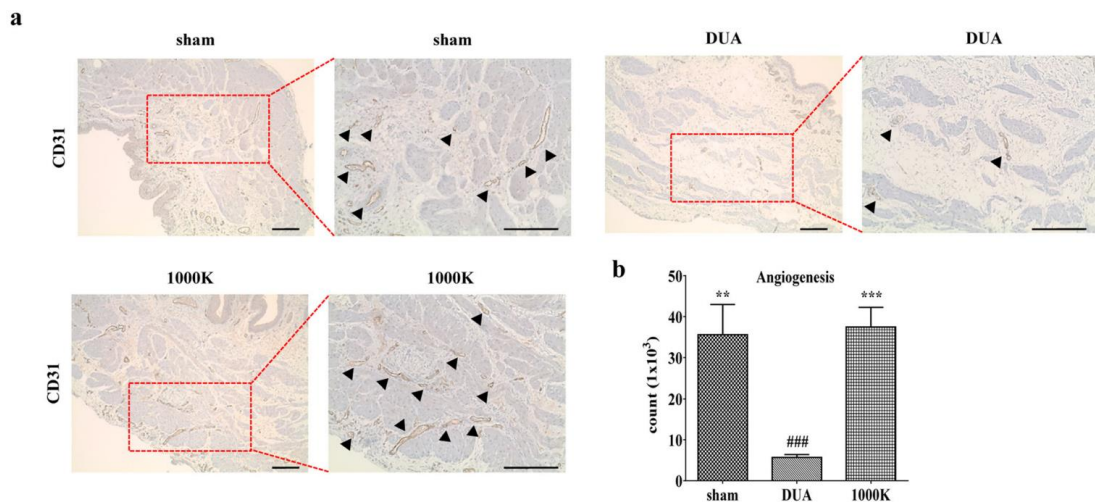 a
sham sham DUA DUA
CD31
1000K 1000K
CD31
b
Angiogenesis
count (1x10³)
50
40
30
20
10
0
**
###
***
sham DUA 1000K